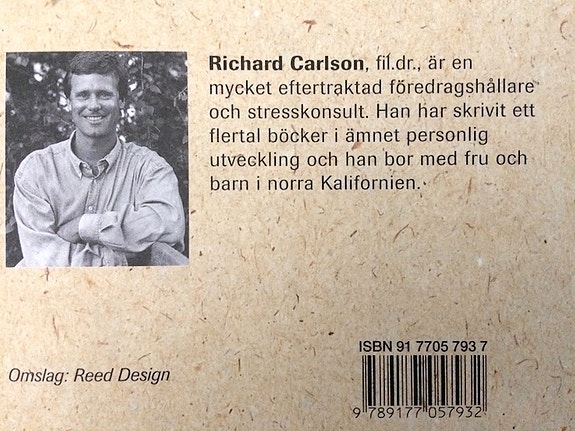 Richard Carlson, fil.dr., är en
mycket eftertraktad föredragshållare
och stresskonsult. Han har skrivit ett
flertal böcker i ämnet personlig
utveckling och han bor med fru och
barn i norra Kalifornien.
ISBN 91 7705 793 7
Omslag: Reed Design
9 789177 057932